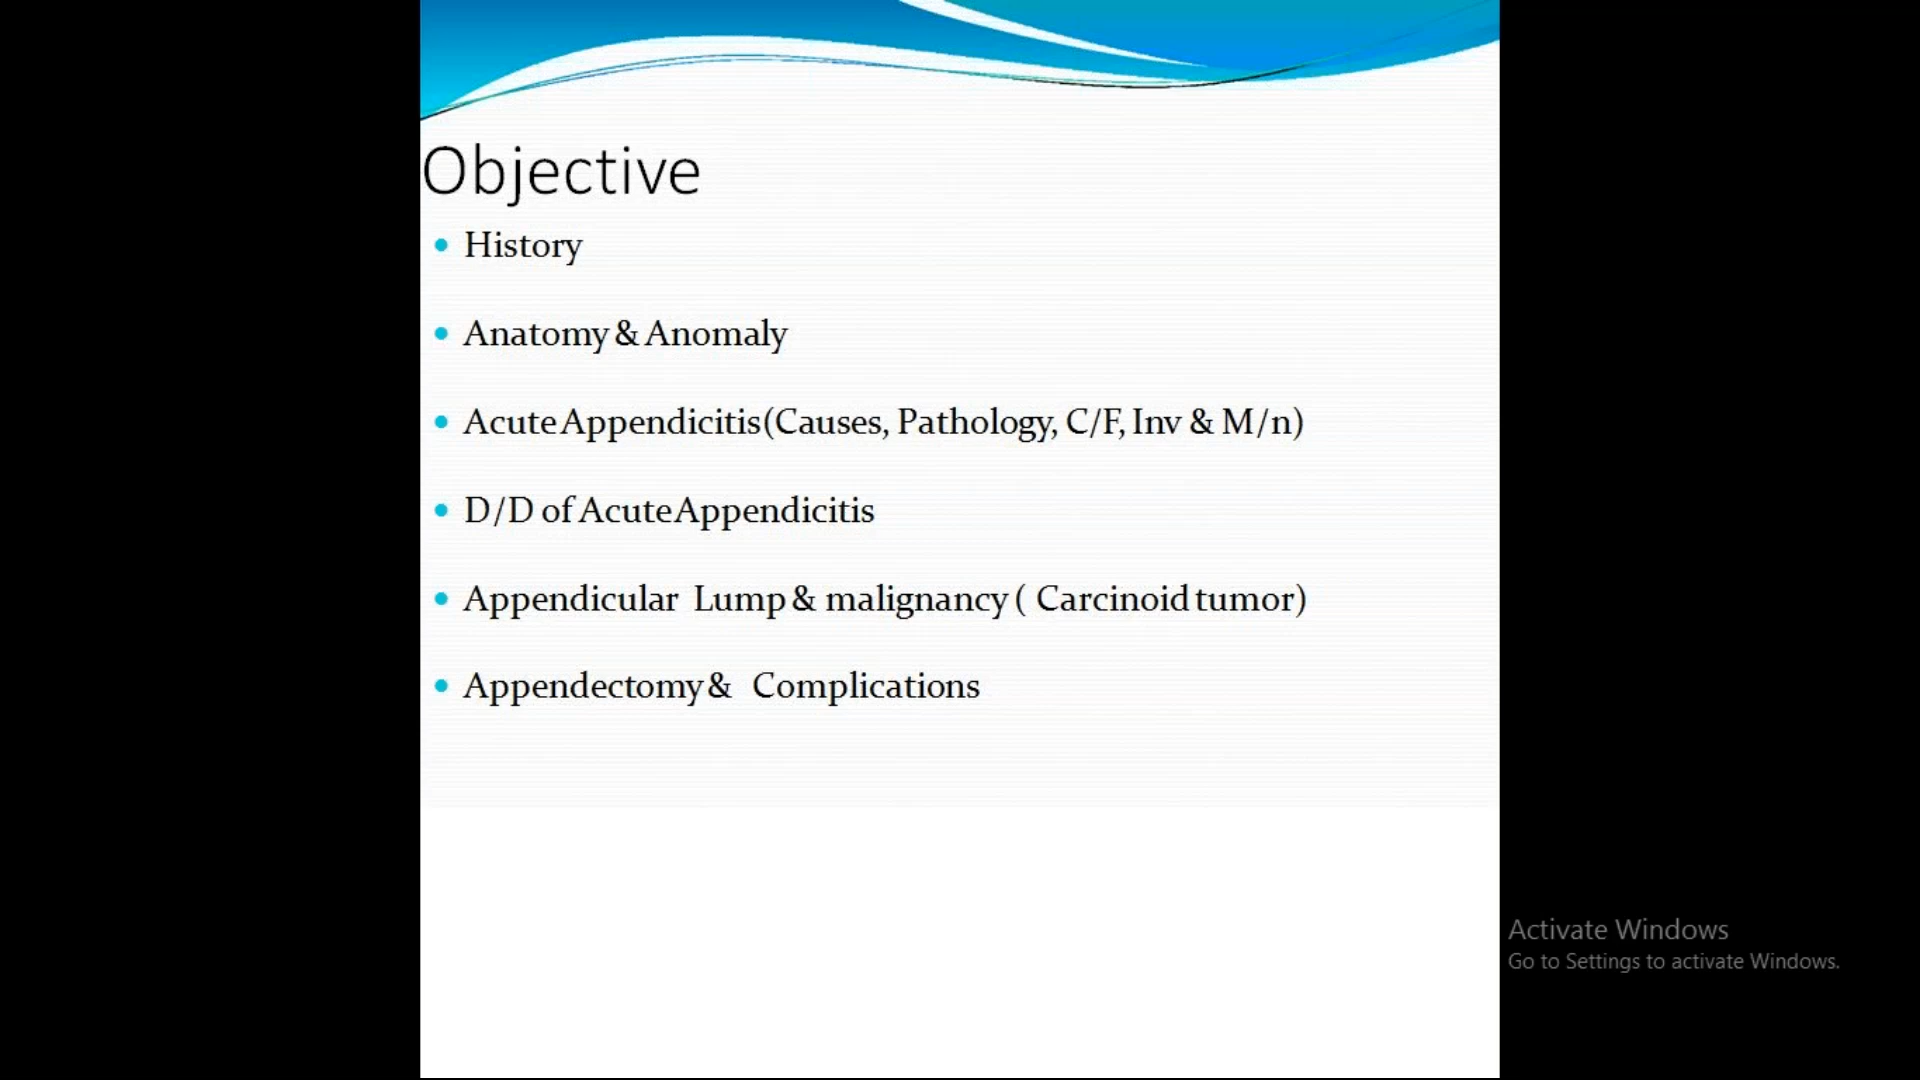 Objective
History
Anatomy & Anomaly
Acute Appendicitis(Causes, Pathology, C/F, Inv & M/n)
D/D of Acute Appendicitis
Appendicular Lump & malignancy ( Carcinoid tumor)
Appendectomy & Complications
Activate Windows
Go to Settings to activate Windows.